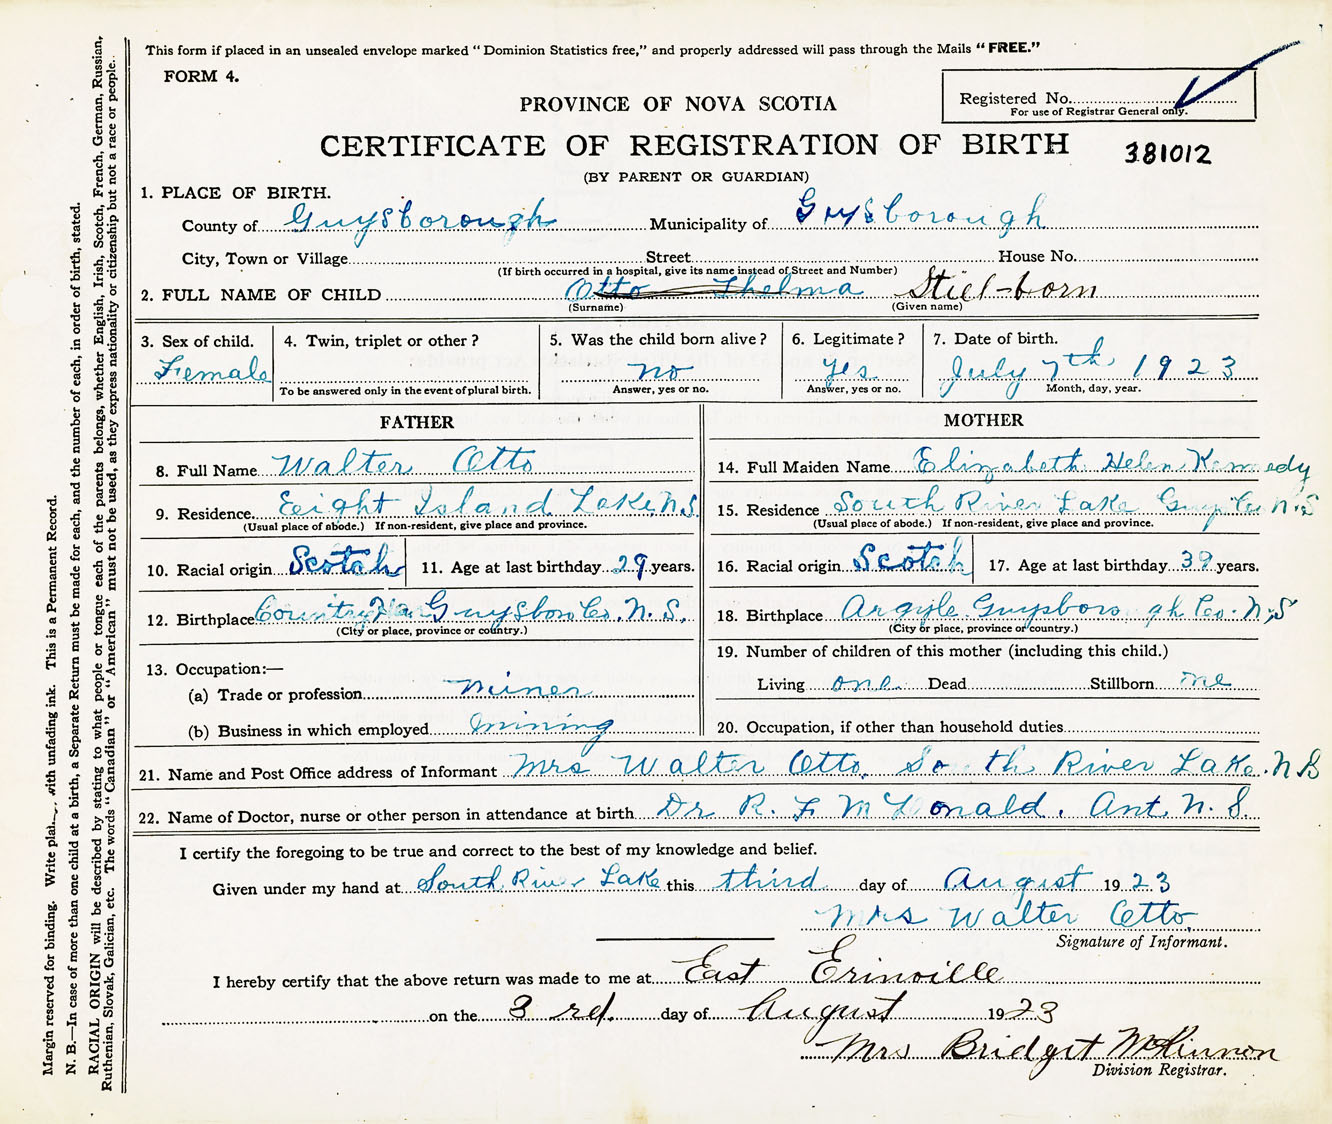 This form if placed in an unsealed envelope marked "Dominion Statistics free," and properly addressed will pass through the Mails "FREE."
FORM 4.
Registered No.
For use of Registrar General only.
PROVINCE OF NOVA SCOTIA
CERTIFICATE OF REGISTRATION OF BIRTH
381012
(BY PARENT OR GUARDIAN)
1. PLACE OF BIRTH.
County of Guysborough Municipality of Guysborough
City, Town or Village Street House No.
(If birth occurred in a hospital, give its name instead of Street and Number)
2. FULL NAME OF CHILD Otto Thelma Still-born
(Surname) (Given name)
3. Sex of child. 4. Twin, triplet or other? 5. Was the child born alive? 6. Legitimate? 7. Date of birth.
Female no yes July 7th 1923
To be answered only in the event of plural birth. Answer, yes or no. Answer, yes or no. Month, day, year.
FATHER
8. Full Name Walter Otto
9. Residence Eight Island Lake N.S.
(Usual place of abode.) If non-resident, give place and province.
10. Racial origin Scotch 11. Age at last birthday 29 years.
12. Birthplace Country Har Guysboro Co. N.S.
(City or place, province or country.)
13. Occupation:—
(a) Trade or profession miner
(b) Business in which employed mining
MOTHER
14. Full Maiden Name Elizabeth Helen Kennedy
15. Residence South River Lake Guys Co N.S
(Usual place of abode.) If non-resident, give place and province.
16. Racial origin Scotch 17. Age at last birthday 39 years.
18. Birthplace Argyle Guysborough Co. N.S
(City or place, province or country.)
19. Number of children of this mother (including this child.)
Living one Dead Stillborn one
20. Occupation, if other than household duties
21. Name and Post Office address of Informant Mrs Walter Otto, South River Lake. N S
22. Name of Doctor, nurse or other person in attendance at birth Dr R. F McDonald. Ant. N.S.
I certify the foregoing to be true and correct to the best of my knowledge and belief.
Given under my hand at South River Lake this third day of August 1923
Mrs Walter Otto.
Signature of Informant.
I hereby certify that the above return was made to me at East Erinville
on the 3rd day of August 1923
Mrs Bridget McKinnon
Division Registrar.
Margin reserved for binding. Write with unfading ink. This is a Permanent Record.
N. B.—In case of more than one child at a birth, a Separate Return must be made for each, and the number of each, in order of birth, stated.
RACIAL ORIGIN will be described by stating to what people or tongue each of the parents belongs, whether English, Irish, Scotch, French, German, Russian,
Ruthenian, Slovak, Galician, etc. The words "Canadian" or "American" must not be used, as they express nationality or citizenship but not a race or people.